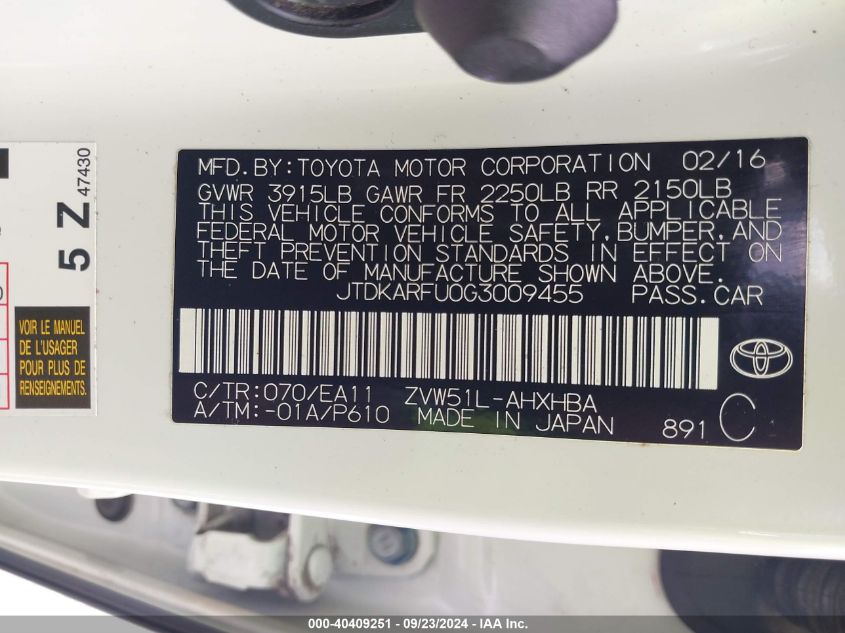 MFD.BY:TOYOTA MOTOR CORPORATION 02/16
GVWR 3915LB GAWR FR 2250LB RR 2150LB
THIS VEHICLE CONFORMS TO ALL APPLICABLE
FEDERAL MOTOR VEHICLE SAFETY,BUMPER,AND
THEFT PREVENTION STANDARDS IN EFFECT ON
THE DATE OF MANUFACTURE SHOWN ABOVE.
JTDKARFU0G3009455 PASS.CAR
C/TR:070/EA11 ZVW51L-AHXHBA
A/TM:-01A/P610 MADE IN JAPAN 891 C
5 Z 47430
VOIR LE MANUEL
DE L'USAGER
POUR PLUS DE
RENSEIGNEMENTS.
000-40409251 - 09/23/2024 - IAA Inc.